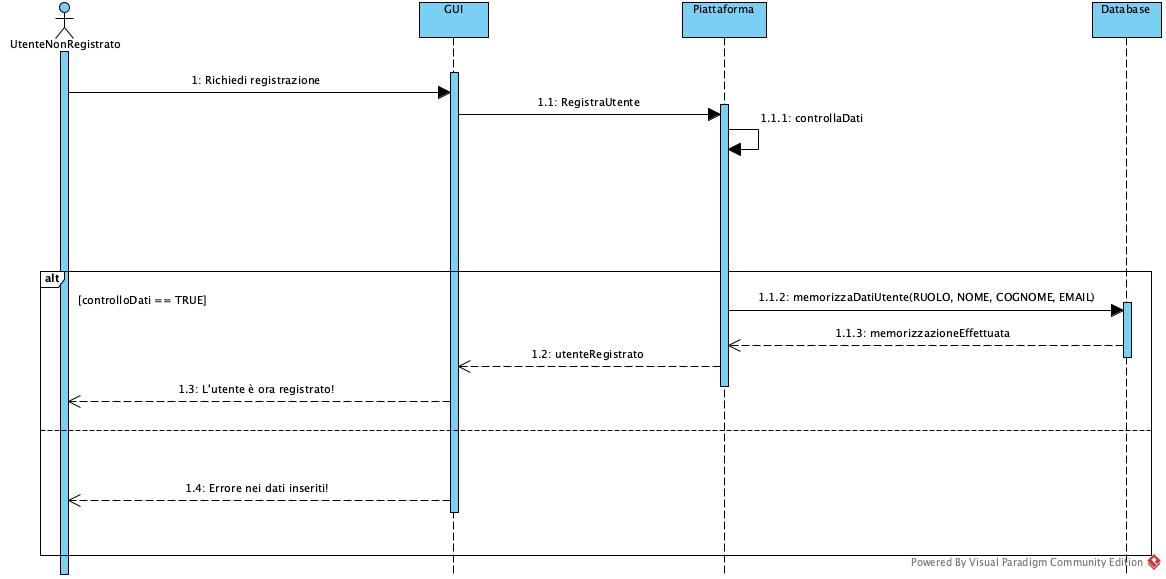 GUI
Piattaforma
Database
UtenteNonRegistrato
1: Richiedi registrazione
1.1: RegistraUtente
1.1.1: controllaDati
alt
[controlloDati == TRUE]
1.1.2: memorizzaDatiUtente(RUOLO, NOME, COGNOME, EMAIL)
1.1.3: memorizzazioneEffettuata
1.2: utenteRegistrato
1.3: L'utente è ora registrato!
1.4: Errore nei dati inseriti!
Powered By Visual Paradigm Community Edition